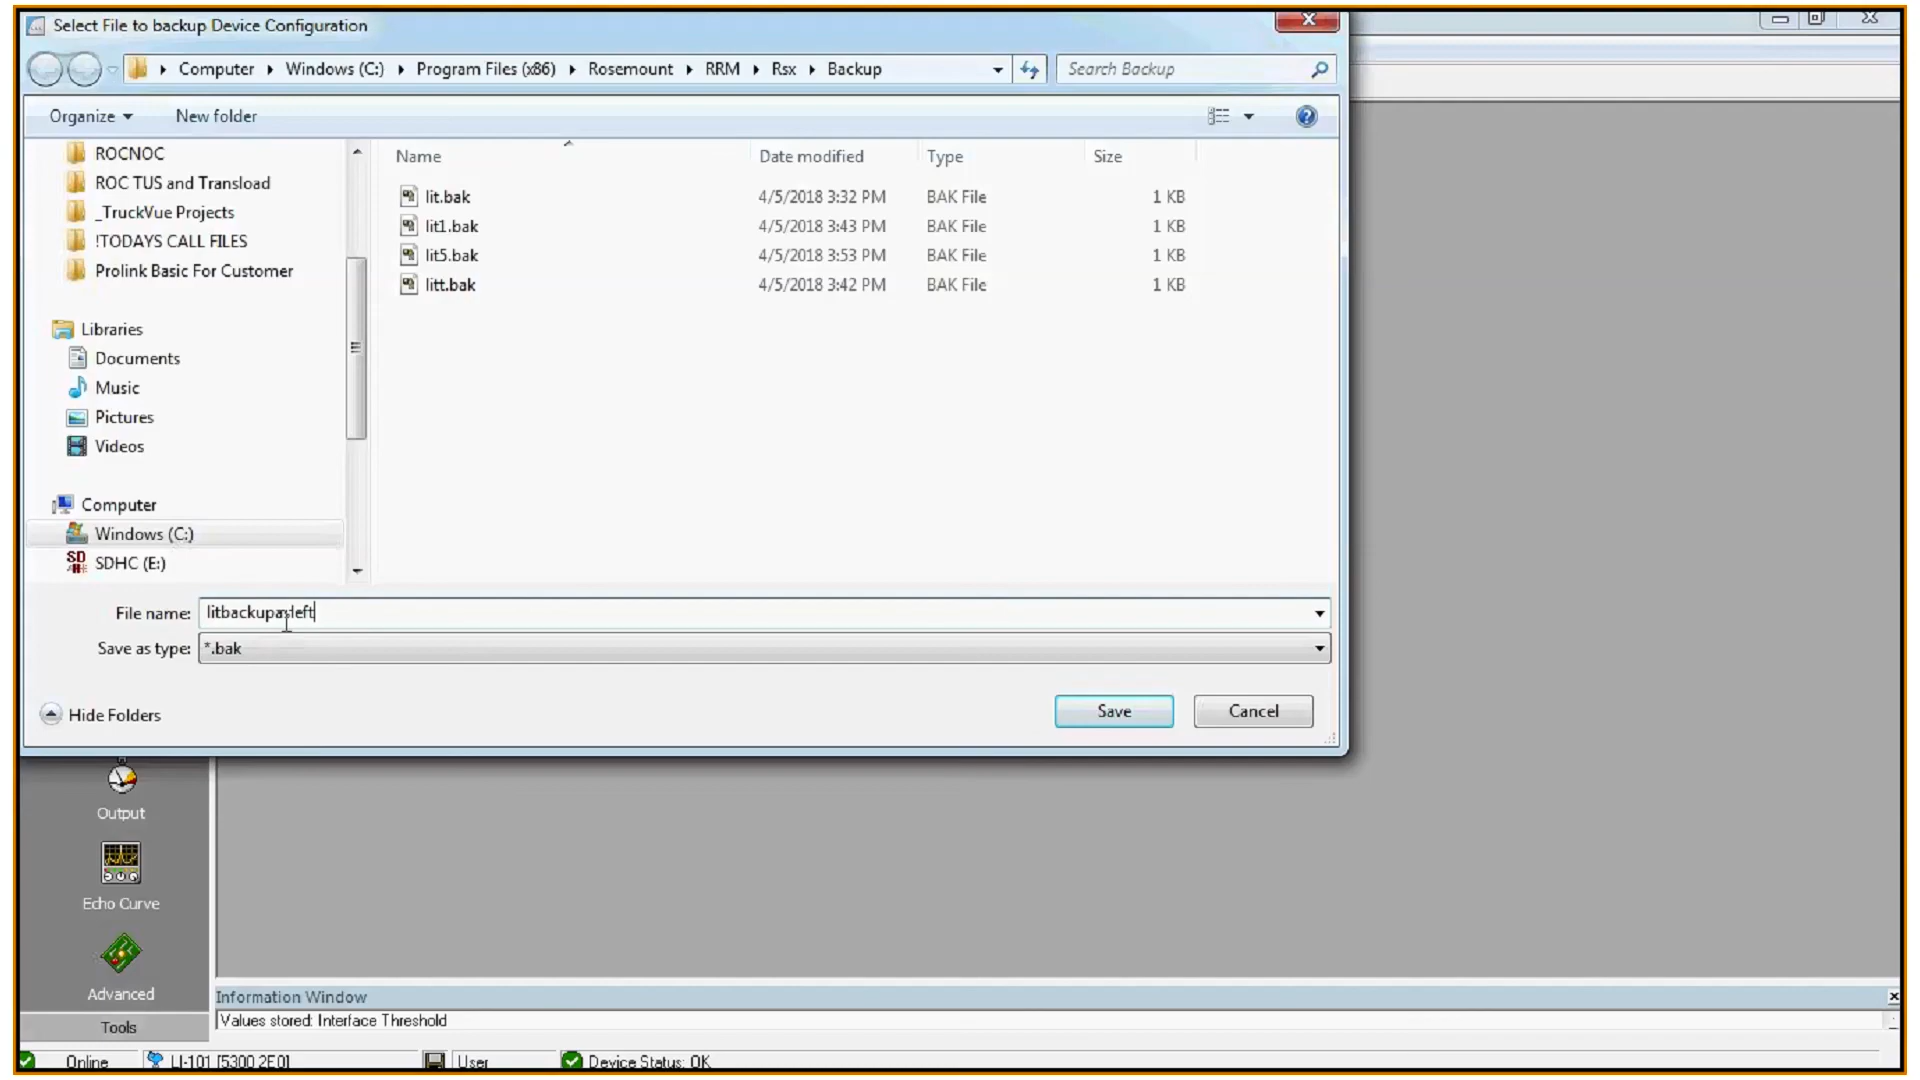 Select File to backup Device Configuration
Computer Windows (C:) Program Files (x86) Rosemount RRM Rsx Backup
Search Backup
Organize New folder
ROCNOC
ROC TUS and Transload
_TruckVue Projects
!TODAYS CALL FILES
Prolink Basic For Customer
Libraries
Documents
Music
Pictures
Videos
Computer
Windows (C:)
SDHC (E:)
Name Date modified Type Size
lit.bak 4/5/2018 3:32 PM BAK File 1 KB
lit1.bak 4/5/2018 3:43 PM BAK File 1 KB
lit5.bak 4/5/2018 3:53 PM BAK File 1 KB
litt.bak 4/5/2018 3:42 PM BAK File 1 KB
File name: litbackupasleft
Save as type: *.bak
Hide Folders
Save Cancel
Output
Echo Curve
Advanced
Tools
Information Window
Values stored: Interface Threshold
Online LI-101 [5300 2E0] User Device Status: OK